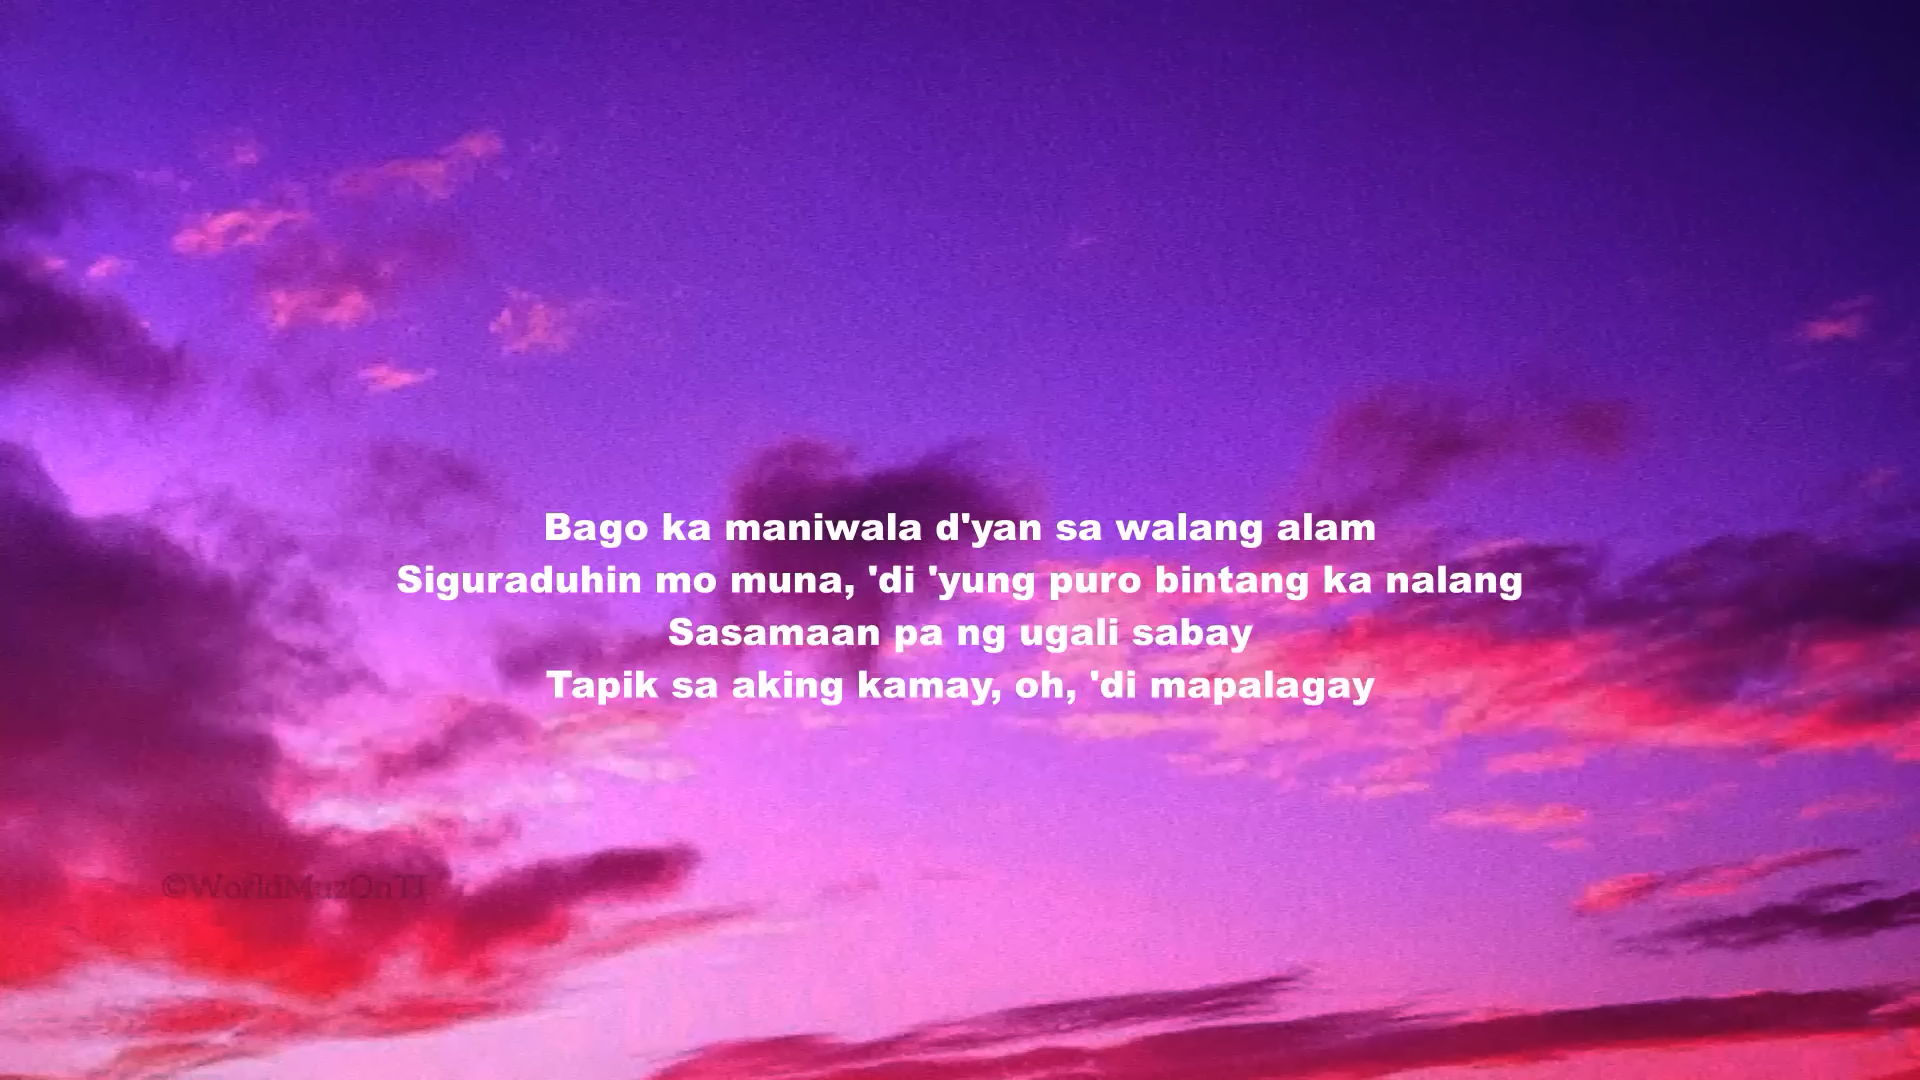 Bago ka maniwala d'yan sa walang alam
Siguraduhin mo muna, 'di 'yung puro bintang ka nalang
Sasamaan pa ng ugali sabay
Tapik sa aking kamay, oh, 'di mapalagay
©WorldMuzOnTJ